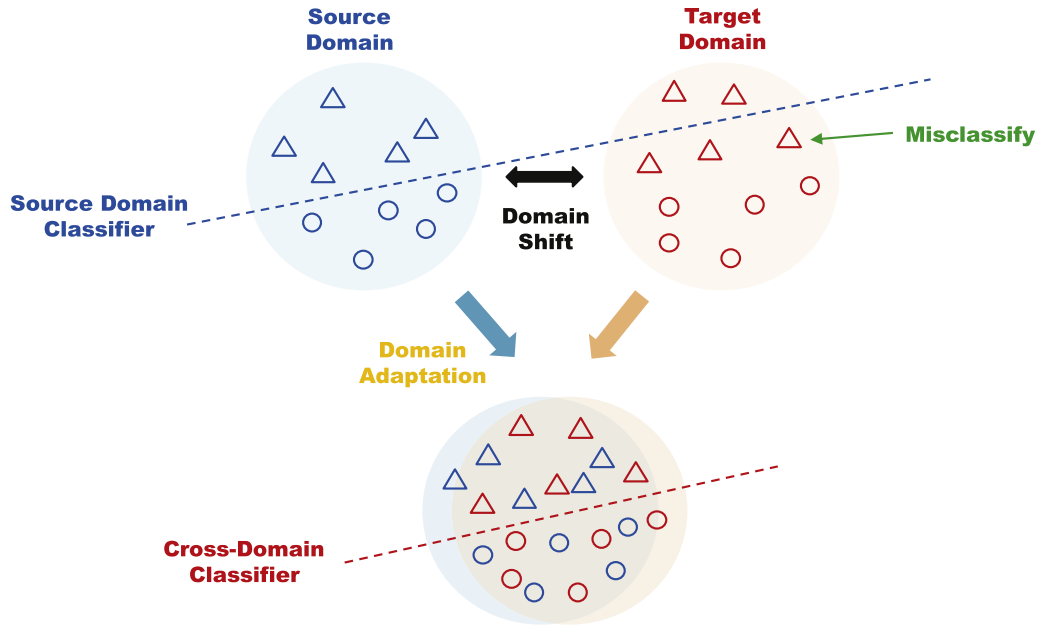 Source
Domain
Target
Domain
Misclassify
Source Domain
Classifier
Domain
Shift
Domain
Adaptation
Cross-Domain
Classifier